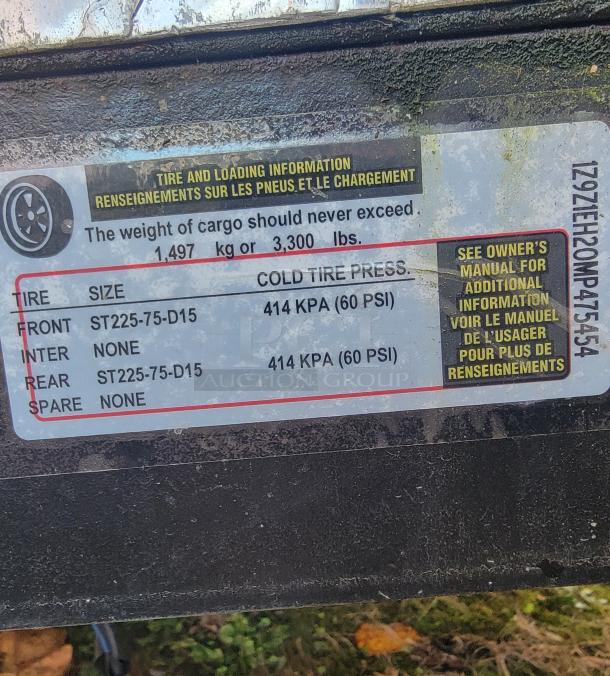 TIRE AND LOADING INFORMATION
RENSEIGNEMENTS SUR LES PNEUS ET LE CHARGEMENT
The weight of cargo should never exceed.
1,497 kg or 3,300 lbs.
TIRE SIZE COLD TIRE PRESS.
FRONT ST225-75-D15 414 KPA (60 PSI)
INTER NONE
REAR ST225-75-D15 414 KPA (60 PSI)
SPARE NONE
SEE OWNER'S
MANUAL FOR
ADDITIONAL
INFORMATION
VOIR LE MANUEL
DE L'USAGER
POUR PLUS DE
RENSEIGNEMENTS
1Z9ZIEH2OMP475454
AUCTION GROUP